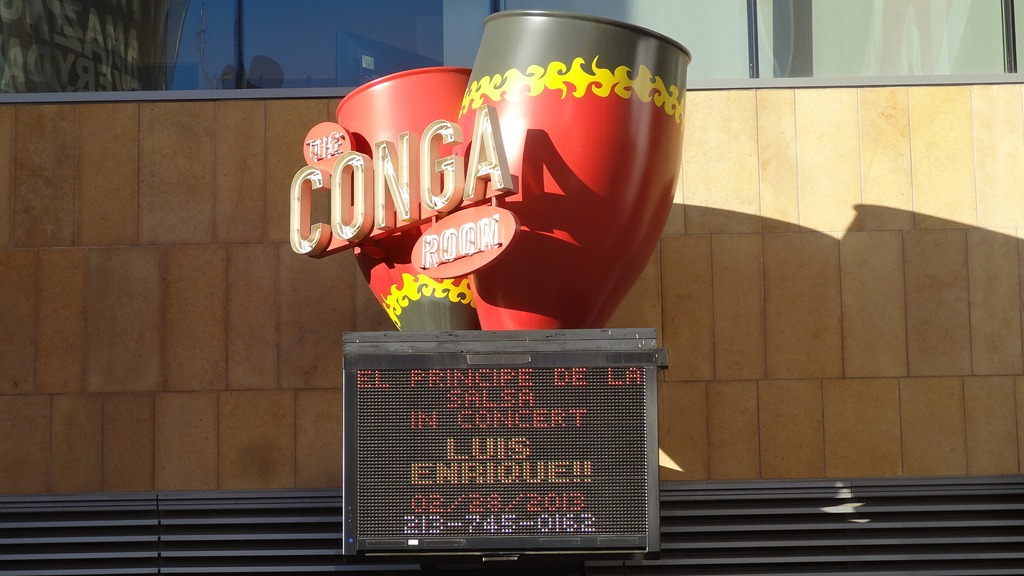 THE
CONGA
ROOM
EL PRINCIPE DE LA
SALSA
IN CONCERT
LUIS
ENRIQUE!!
213-745-0162